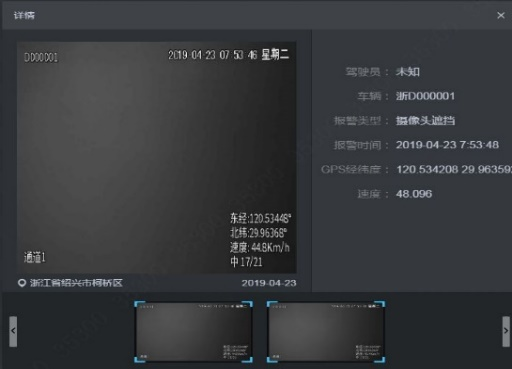 详情
D000001
2019-04-23 07 53 46 星期二
东经:120.53448°
北纬:29.96368°
速度: 44.8Km/h
中 17/21
通道1
浙江省绍兴市柯桥区
2019-04-23
驾驶员： 未知
车辆： 浙D000001
报警类型： 摄像头遮挡
报警时间： 2019-04-23 7:53:48
GPS经纬度： 120.534208 29.96359
速度： 48.096